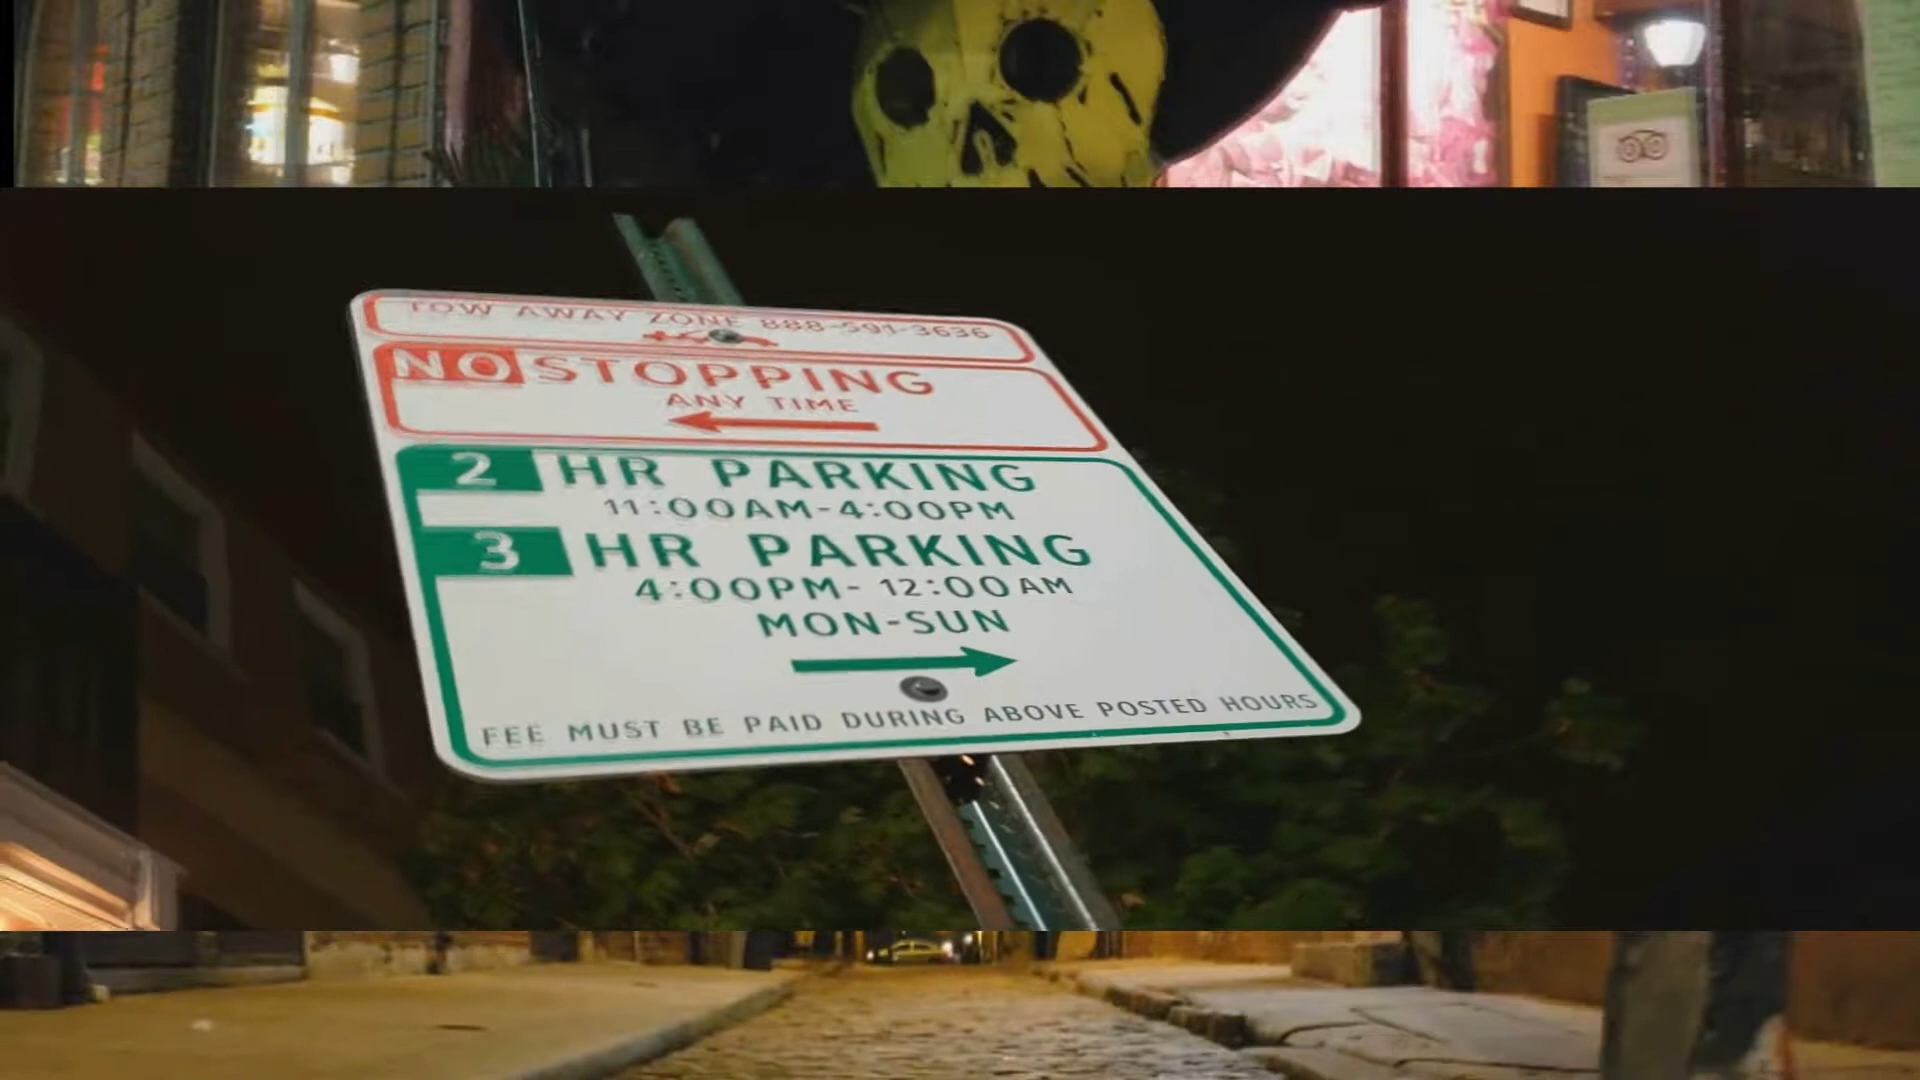 TOW AWAY ZONE 888-591-3636
NO STOPPING
ANY TIME
2 HR PARKING
11:00AM-4:00PM
3 HR PARKING
4:00PM- 12:00AM
MON-SUN
FEE MUST BE PAID DURING ABOVE POSTED HOURS